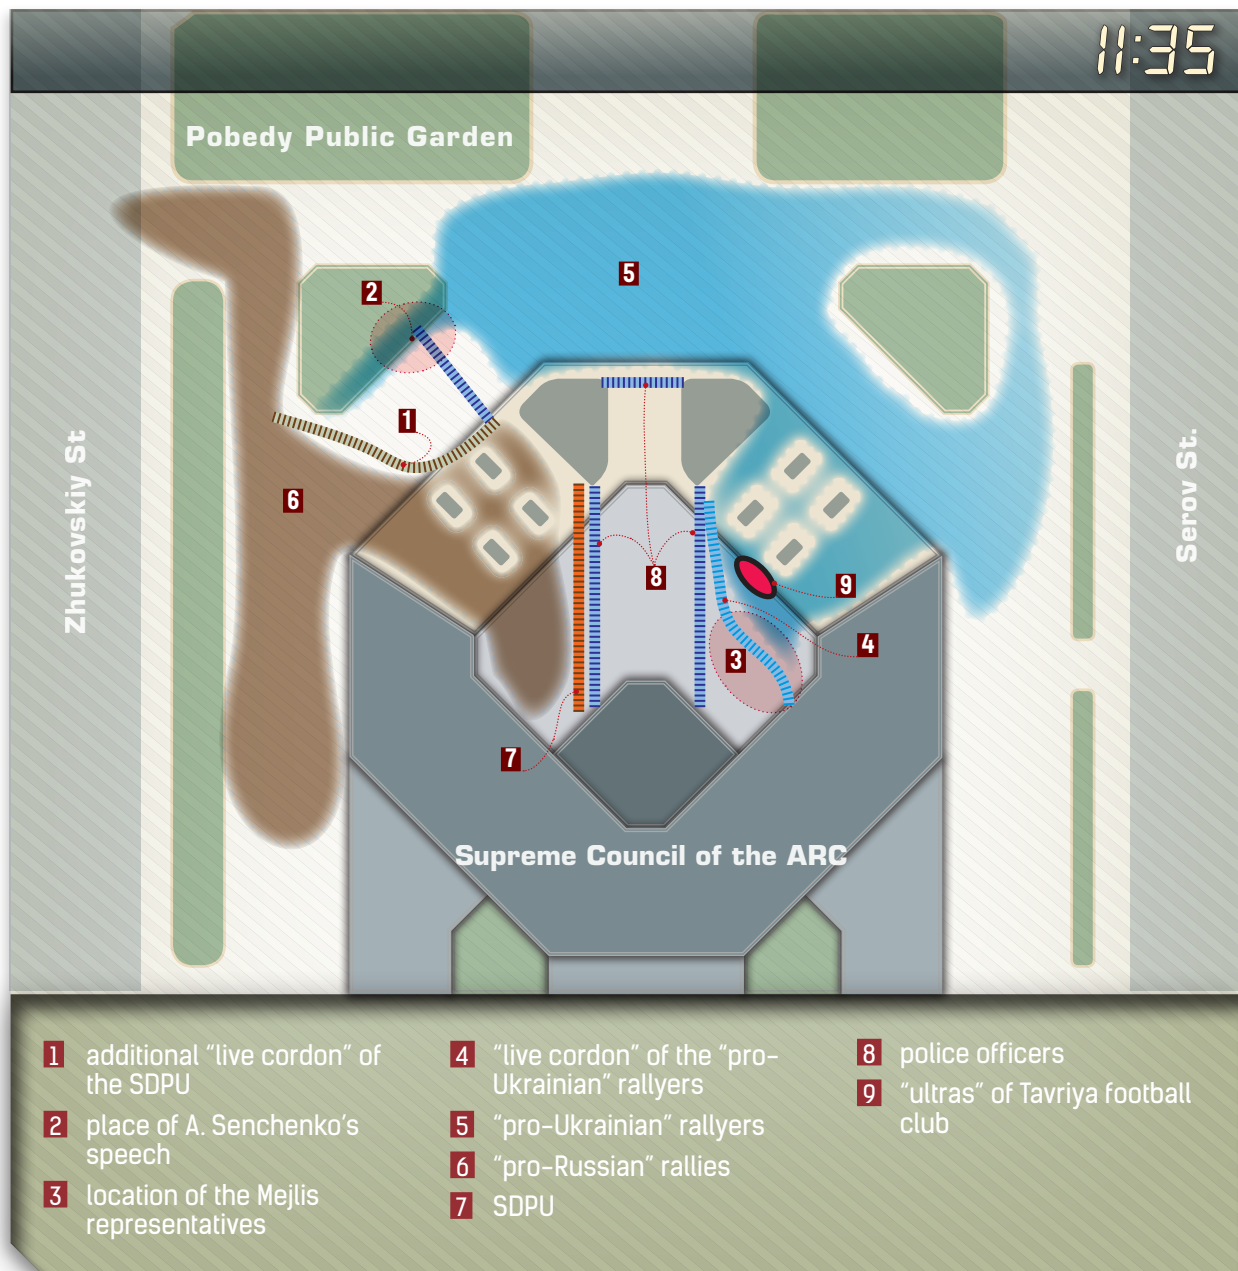 11:35
Pobedy Public Garden
2
5
1
Zhukovskiy St
Serov St.
6
8
9
4
3
7
Supreme Council of the ARC
1 additional “live cordon” of
the SDPU
2 place of A. Senchenko’s
speech
3 location of the Mejlis
representatives
4 “live cordon” of the “pro-
Ukrainian” rallyers
5 “pro-Ukrainian” rallyers
6 “pro-Russian” rallies
7 SDPU
8 police officers
9 “ultras” of Tavriya football
club